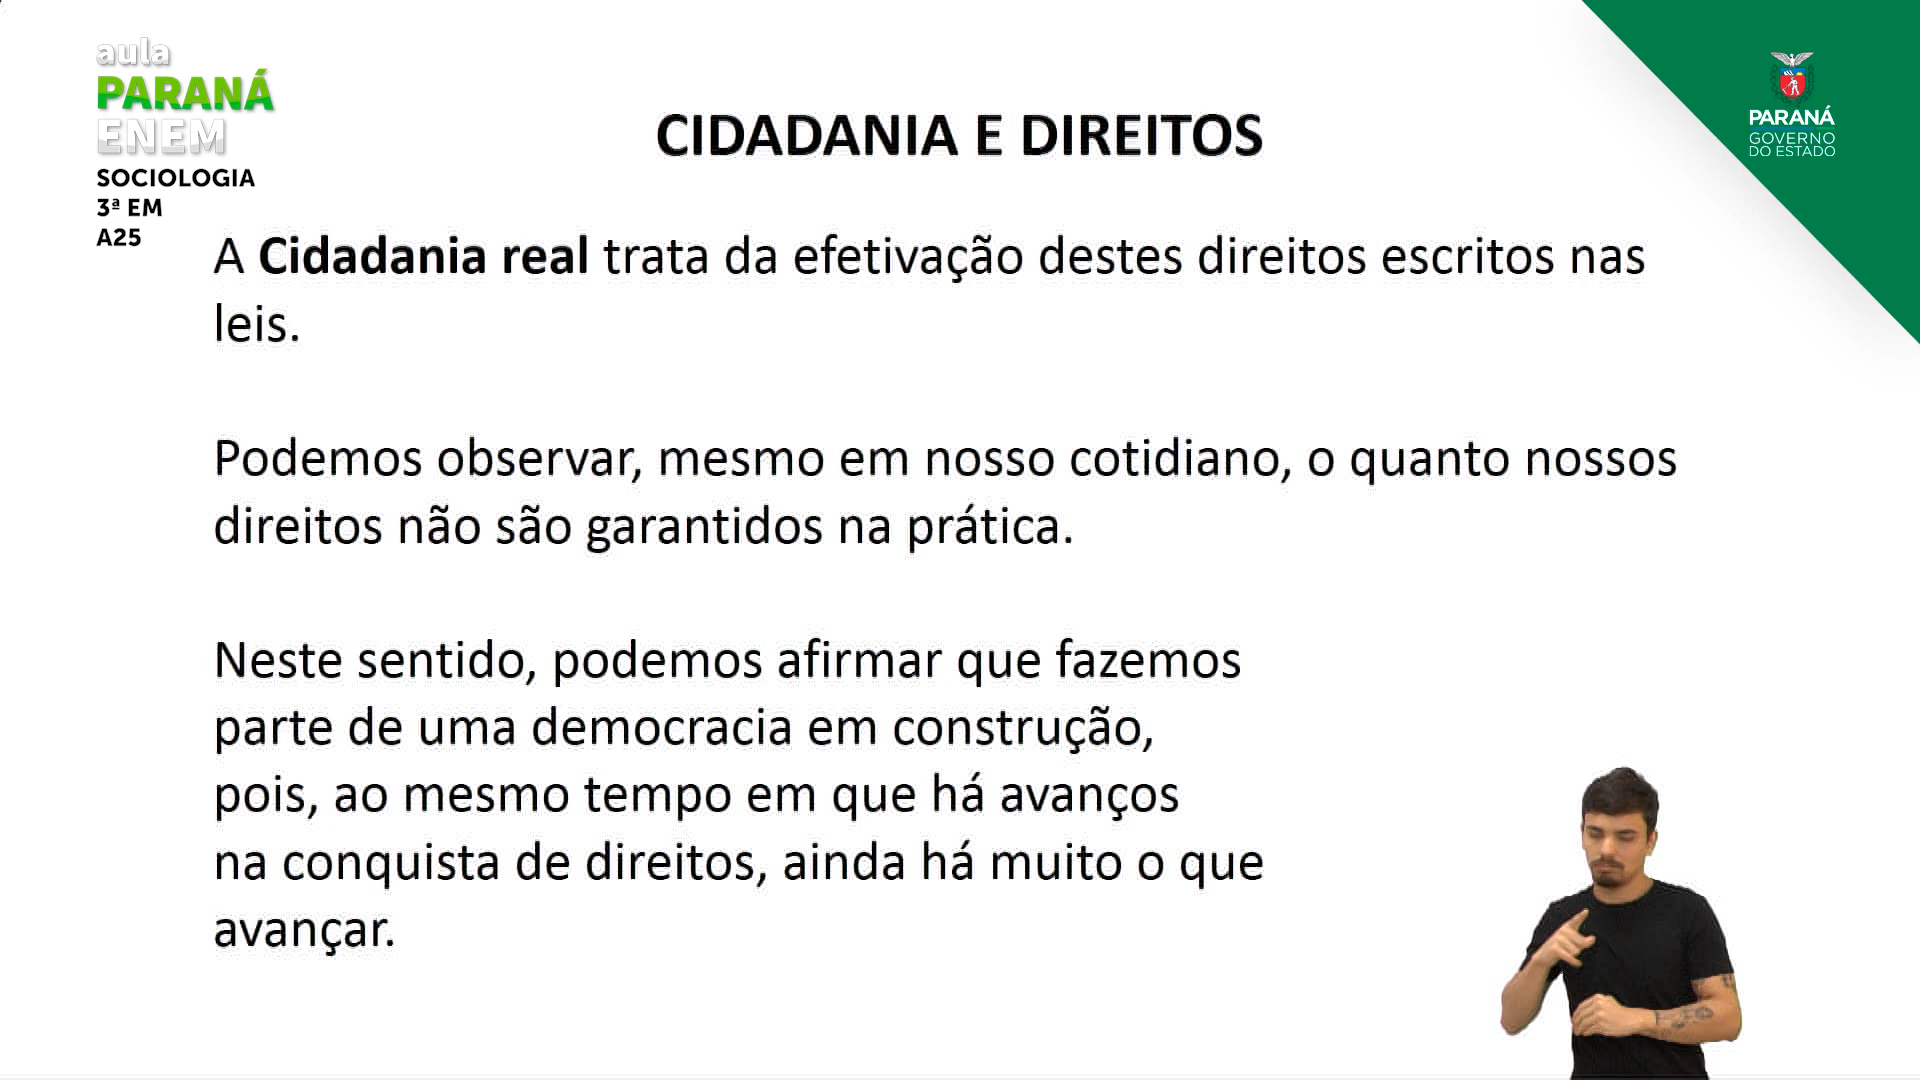 aula
PARANÁ
ENEM
SOCIOLOGIA
3ª EM
A25
PARANÁ
GOVERNO
DO ESTADO
CIDADANIA E DIREITOS
A Cidadania real trata da efetivação destes direitos escritos nas
leis.
Podemos observar, mesmo em nosso cotidiano, o quanto nossos
direitos não são garantidos na prática.
Neste sentido, podemos afirmar que fazemos
parte de uma democracia em construção,
pois, ao mesmo tempo em que há avanços
na conquista de direitos, ainda há muito o que
avançar.